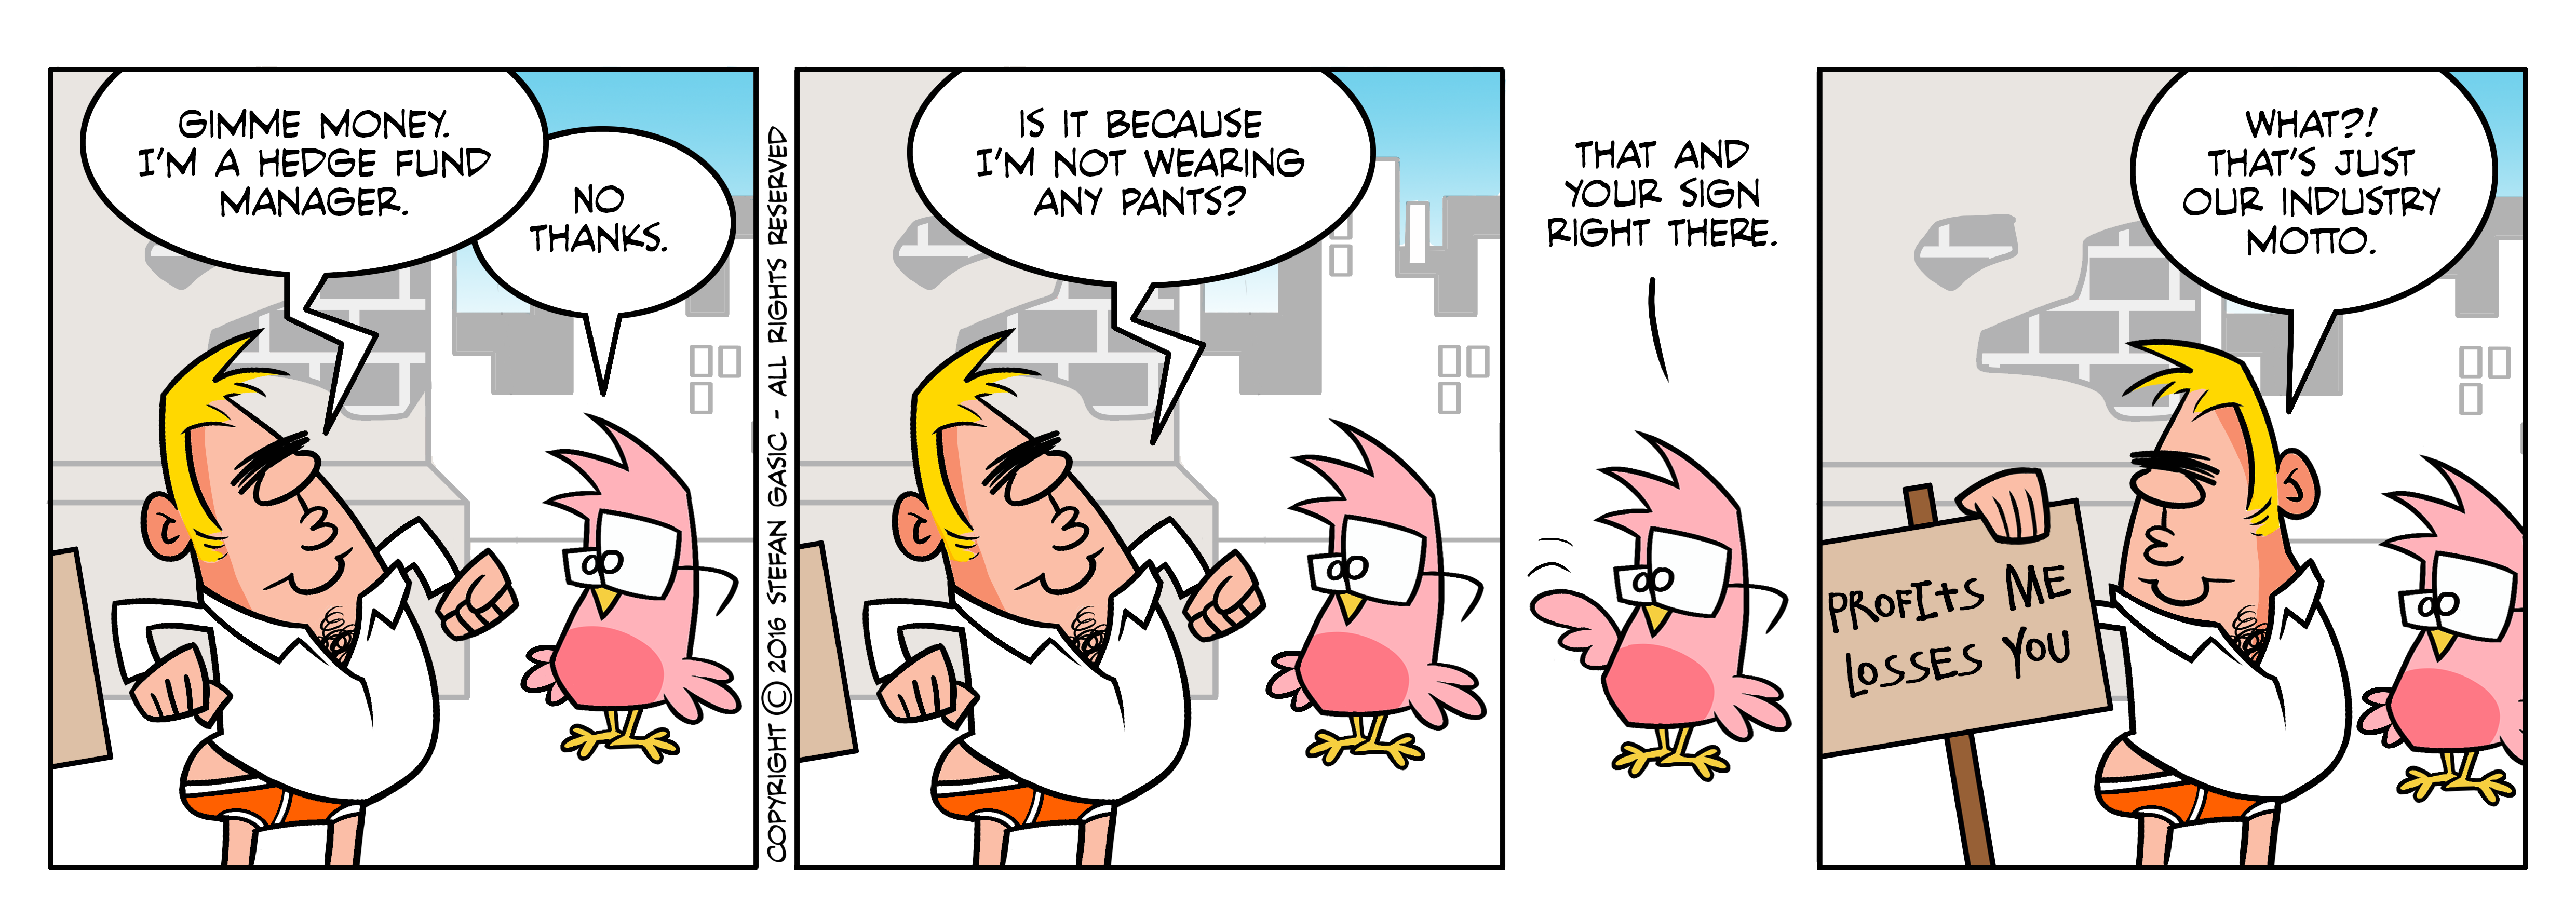 GIMME MONEY.
I'M A HEDGE FUND
MANAGER.
NO
THANKS.
COPYRIGHT © 2016 STEFAN GASIC - ALL RIGHTS RESERVED
IS IT BECAUSE
I'M NOT WEARING
ANY PANTS?
THAT AND
YOUR SIGN
RIGHT THERE.
WHAT?!
THAT'S JUST
OUR INDUSTRY
MOTTO.
PROFItS ME
LOSSES YOU